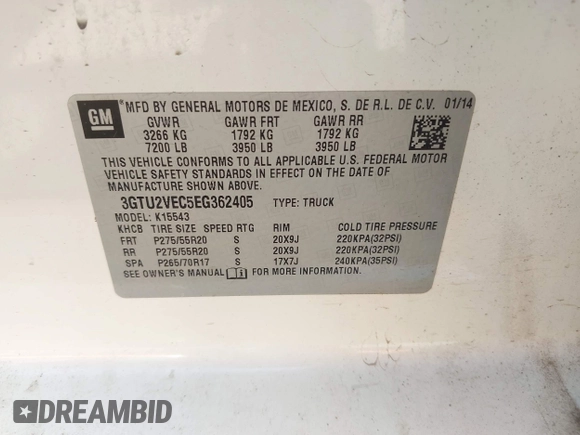 GM
MFD BY GENERAL MOTORS DE MEXICO, S. DE R.L. DE C.V. 01/14
GVWR GAWR FRT GAWR RR
3266 KG 1792 KG 1792 KG
7200 LB 3950 LB 3950 LB
THIS VEHICLE CONFORMS TO ALL APPLICABLE U.S. FEDERAL MOTOR
VEHICLE SAFETY STANDARDS IN EFFECT ON THE DATE OF
MANUFACTURE SHOWN ABOVE.
3GTU2VEC5EG362405 TYPE: TRUCK
MODEL: K15543
KHCB TIRE SIZE SPEED RTG RIM COLD TIRE PRESSURE
FRT P275/55R20 S 20X9J 220KPA(32PSI)
RR P275/55R20 S 20X9J 220KPA(32PSI)
SPA P265/70R17 S 17X7J 240KPA(35PSI)
SEE OWNER'S MANUAL FOR MORE INFORMATION.
DREAMBID